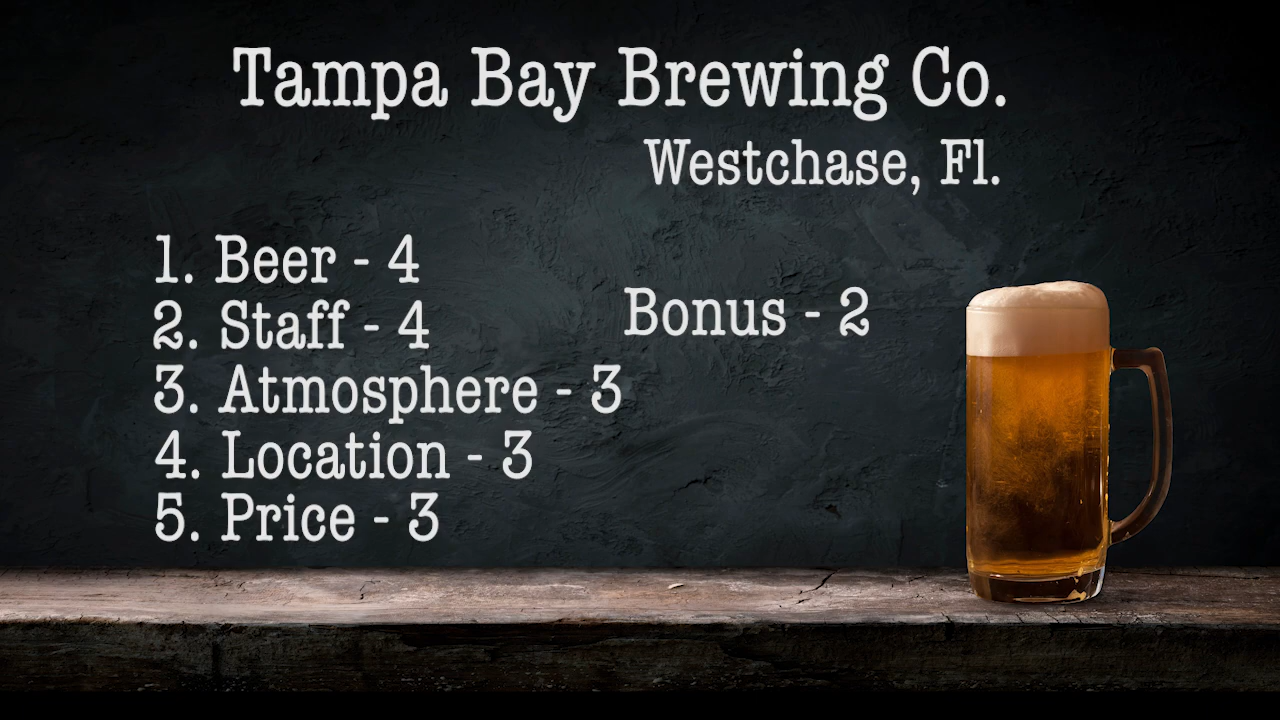 Tampa Bay Brewing Co.
Westchase, Fl.
1. Beer - 4
2. Staff - 4
3. Atmosphere - 3
4. Location - 3
5. Price - 3
Bonus - 2